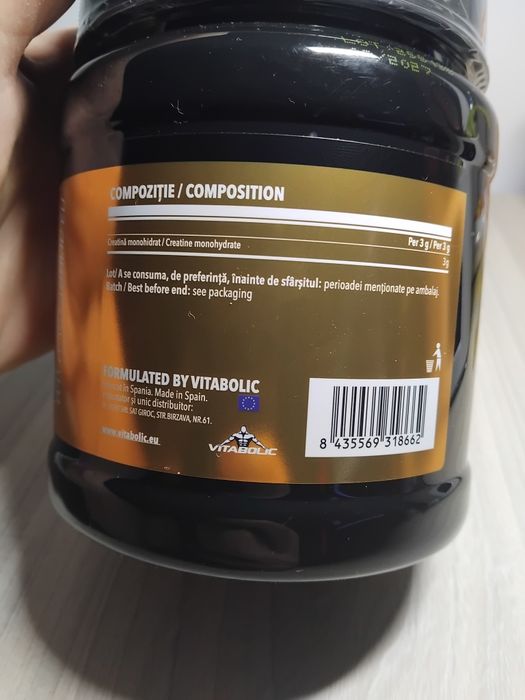 2027
COMPOZIȚIE / COMPOSITION
Per 3 g / Per 3 g
Creatină monohidrat / Creatine monohydrate
3g
Lot/ A se consuma, de preferință, înainte de sfârșitul: perioadei menționate pe ambalaj.
Batch / Best before end: see packaging
FORMULATED BY VITABOLIC
in Spania. Made in Spain.
și unic distribuitor:
SAT GIROC, STR.BIRZAVA, NR.61.
www.vitabolic.eu
VITABOLIC
8 435569 318662